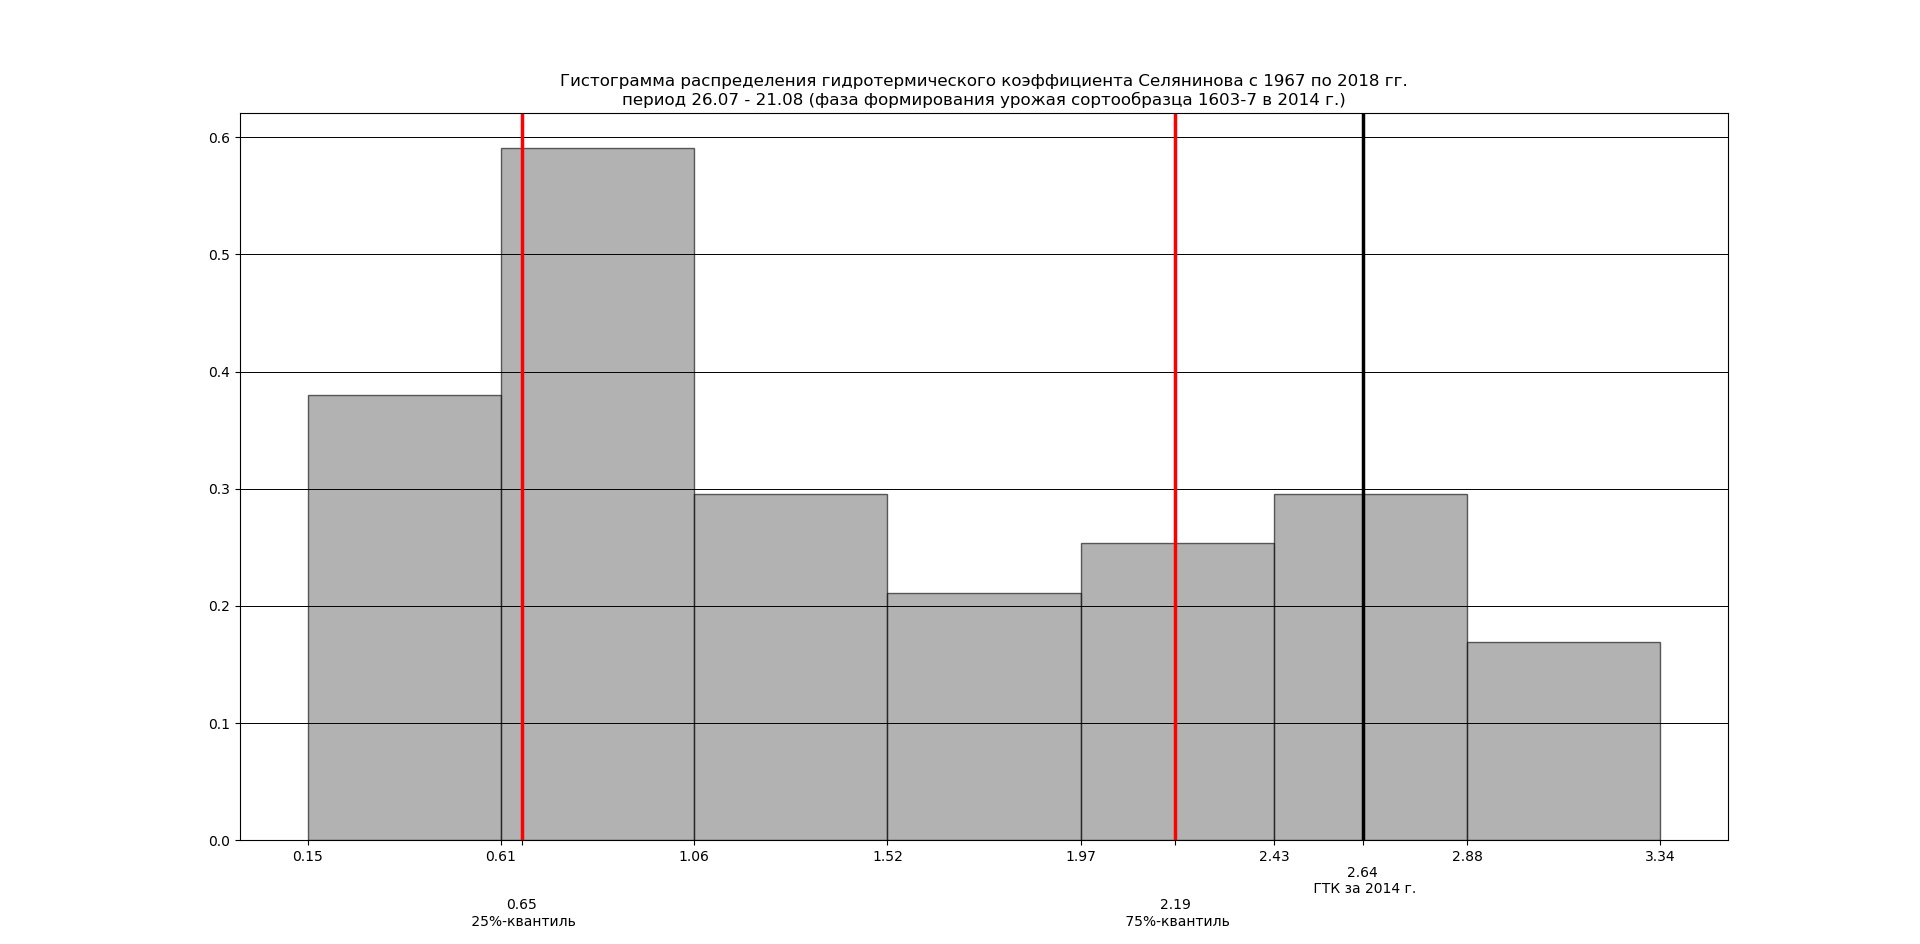 Гистограмма распределения гидротермического коэффициента Селянинова с 1967 по 2018 гг.
период 26.07 - 21.08 (фаза формирования урожая сортообразца 1603-7 в 2014 г.)
0.6
0.5
0.4
0.3
0.2
0.1
0.0
0.15 0.61 1.06 1.52 1.97 2.43 2.88 3.34
2.64
ГТК за 2014 г.
0.65 2.19
25%-квантиль 75%-квантиль